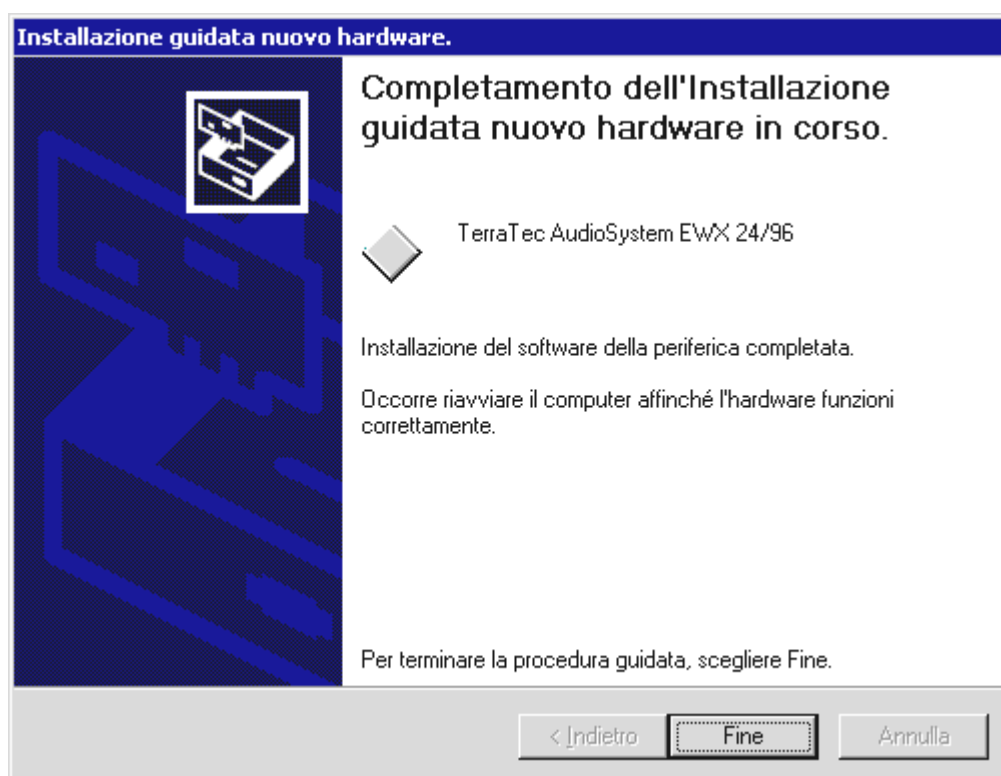 Installazione guidata nuovo hardware.
Completamento dell'Installazione
guidata nuovo hardware in corso.
TerraTec AudioSystem EWX 24/96
Installazione del software della periferica completata.
Occorre riavviare il computer affinché l'hardware funzioni
correttamente.
Per terminare la procedura guidata, scegliere Fine.
< Indietro
Fine
Annulla